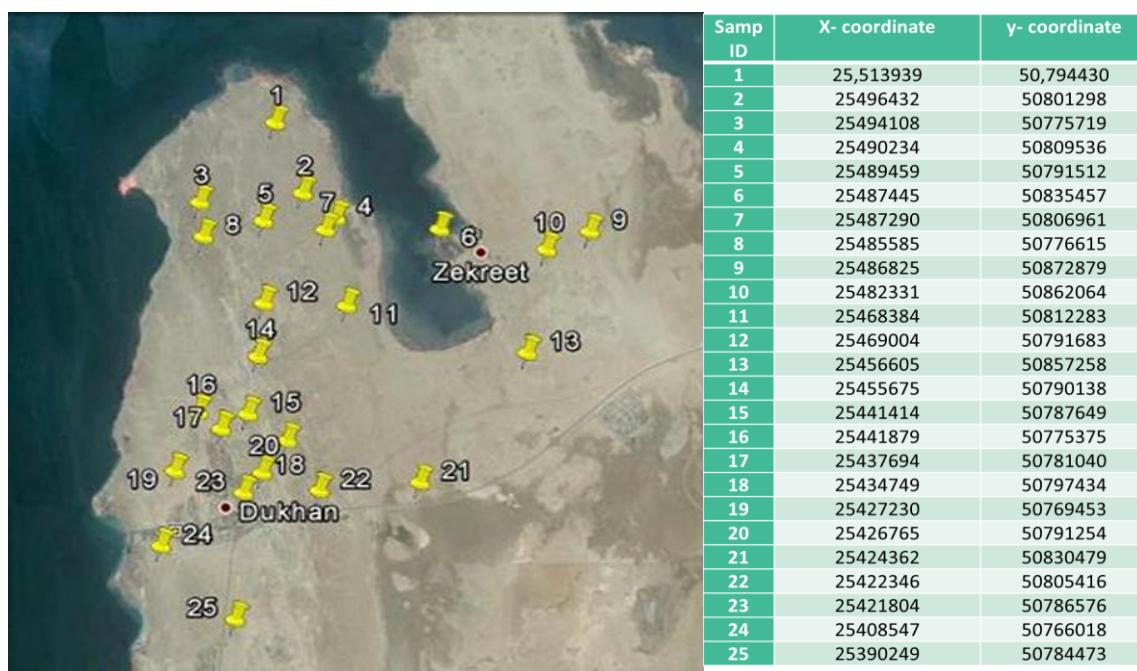 1
2
3
7
4
5
8
6
10
9
Zekreet
12
11
14
13
16
15
17
20
18
19
23
22
21
Dukhan
24
25
Samp ID X- coordinate y- coordinate
1 25,513939 50,794430
2 25496432 50801298
3 25494108 50775719
4 25490234 50809536
5 25489459 50791512
6 25487445 50835457
7 25487290 50806961
8 25485585 50776615
9 25486825 50872879
10 25482331 50862064
11 25468384 50812283
12 25469004 50791683
13 25456605 50857258
14 25455675 50790138
15 25441414 50787649
16 25441879 50775375
17 25437694 50781040
18 25434749 50797434
19 25427230 50769453
20 25426765 50791254
21 25424362 50830479
22 25422346 50805416
23 25421804 50786576
24 25408547 50766018
25 25390249 50784473